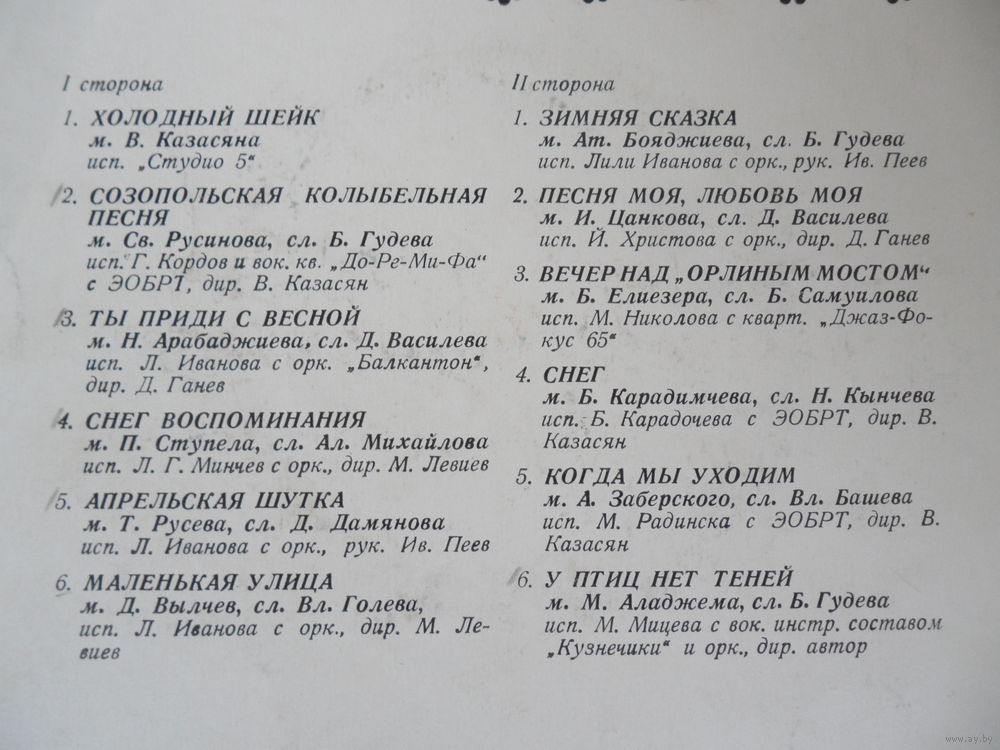 I сторона
1. ХОЛОДНЫЙ ШЕЙК
м. В. Казасяна
исп. „Студио 5“
2. СОЗОПОЛЬСКАЯ КОЛЫБЕЛЬНАЯ
ПЕСНЯ
м. Св. Русинова, сл. Б. Гудева
исп. Г. Кордов и вок. кв. „До-Ре-Ми-Фа“
с ЭОБРТ, дир. В. Казасян
3. ТЫ ПРИДИ С ВЕСНОЙ
м. Н. Арабаджиева, сл. Д. Василева
исп. Л. Иванова с орк. „Балкантон“,
дир. Д. Ганев
4. СНЕГ ВОСПОМИНАНИЯ
м. П. Ступела, сл. Ал. Михайлова
исп. Л. Г. Минчев с орк., дир. М. Левиев
5. АПРЕЛЬСКАЯ ШУТКА
м. Т. Русева, сл. Д. Дамянова
исп. Л. Иванова с орк., рук. Ив. Пеев
6. МАЛЕНЬКАЯ УЛИЦА
м. Д. Вылчев, сл. Вл. Голева,
исп. Л. Иванова с орк., дир. М. Ле-
виев
II сторона
1. ЗИМНЯЯ СКАЗКА
м. Ат. Бояджиева, сл. Б. Гудева
исп. Лили Иванова с орк., рук. Ив. Пеев
2. ПЕСНЯ МОЯ, ЛЮБОВЬ МОЯ
м. И. Цанкова, сл. Д. Василева
исп. Й. Христова с орк., дир. Д. Ганев
3. ВЕЧЕР НАД „ОРЛИНЫМ МОСТОМ“
м. Б. Елиезера, сл. Б. Самуилова
исп. М. Николова с кварт. „Джаз-Фо-
кус 65“
4. СНЕГ
м. Б. Карадимчева, сл. Н. Кынчева
исп. Б. Карадочева с ЭОБРТ, дир. В.
Казасян
5. КОГДА МЫ УХОДИМ
м. А. Заберского, сл. Вл. Башева
исп. М. Радинска с ЭОБРТ, дир. В.
Казасян
6. У ПТИЦ НЕТ ТЕНЕЙ
м. М. Аладжема, сл. Б. Гудева
исп. М. Мицева с вок. инстр. составом
„Кузнечики“ и орк., дир. автор
www.ay.by